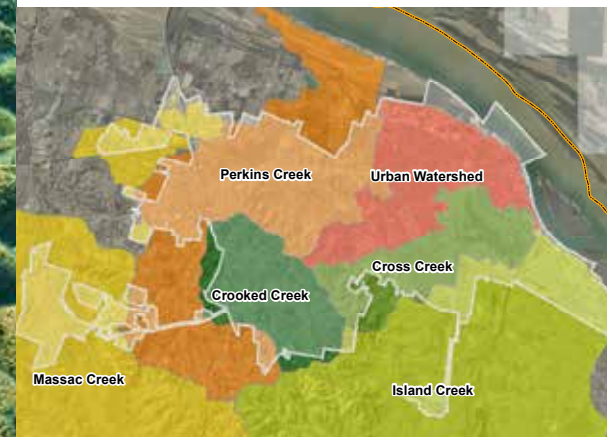 Perkins Creek
Urban Watershed
Cross Creek
Crooked Creek
Massac Creek
Island Creek